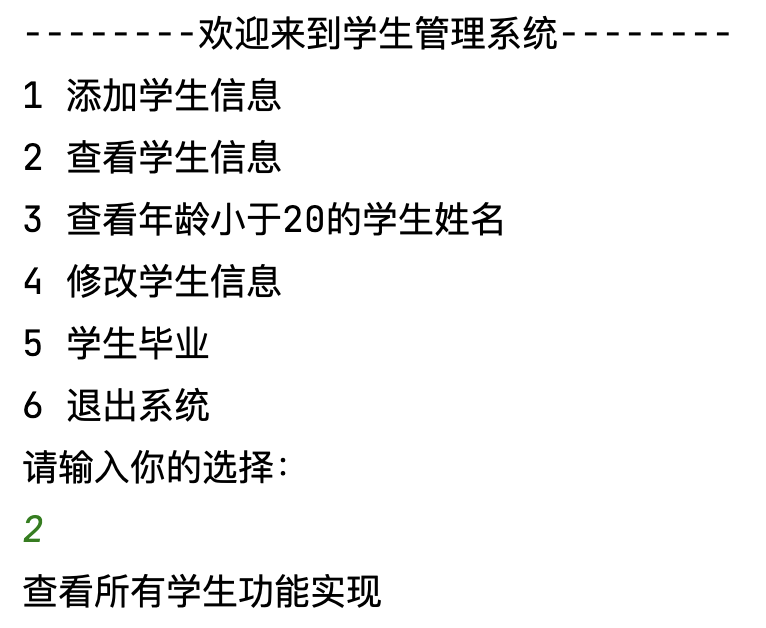 --------欢迎来到学生管理系统--------
1 添加学生信息
2 查看学生信息
3 查看年龄小于20的学生姓名
4 修改学生信息
5 学生毕业
6 退出系统
请输入你的选择:
2
查看所有学生功能实现